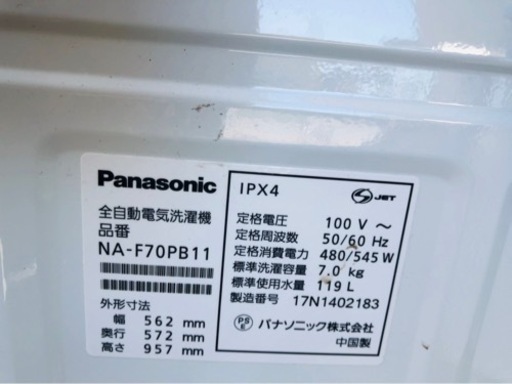 Panasonic
全自動電気洗濯機
品番
NA-F70PB11
外形寸法
幅 562 mm
奥行 572 mm
高さ 957 mm
IPX4
S JET
定格電圧 100 V ～
定格周波数 50/60 Hz
定格消費電力 480/545 W
標準洗濯容量 7.0 kg
標準使用水量 119 L
製造番号 17N1402183
PS E パナソニック株式会社
中国製